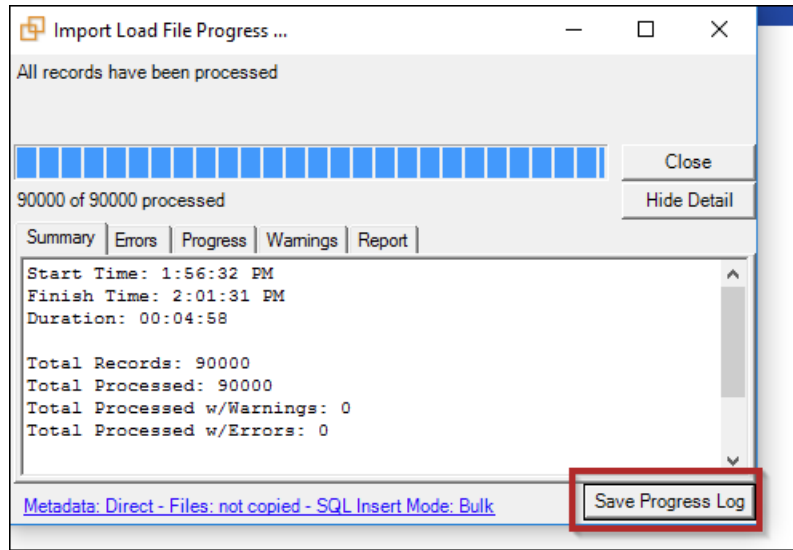 Import Load File Progress ...
All records have been processed
Close
90000 of 90000 processed
Hide Detail
Summary Errors Progress Warnings Report
Start Time: 1:56:32 PM
Finish Time: 2:01:31 PM
Duration: 00:04:58
Total Records: 90000
Total Processed: 90000
Total Processed w/Warnings: 0
Total Processed w/Errors: 0
Metadata: Direct - Files: not copied - SQL Insert Mode: Bulk
Save Progress Log